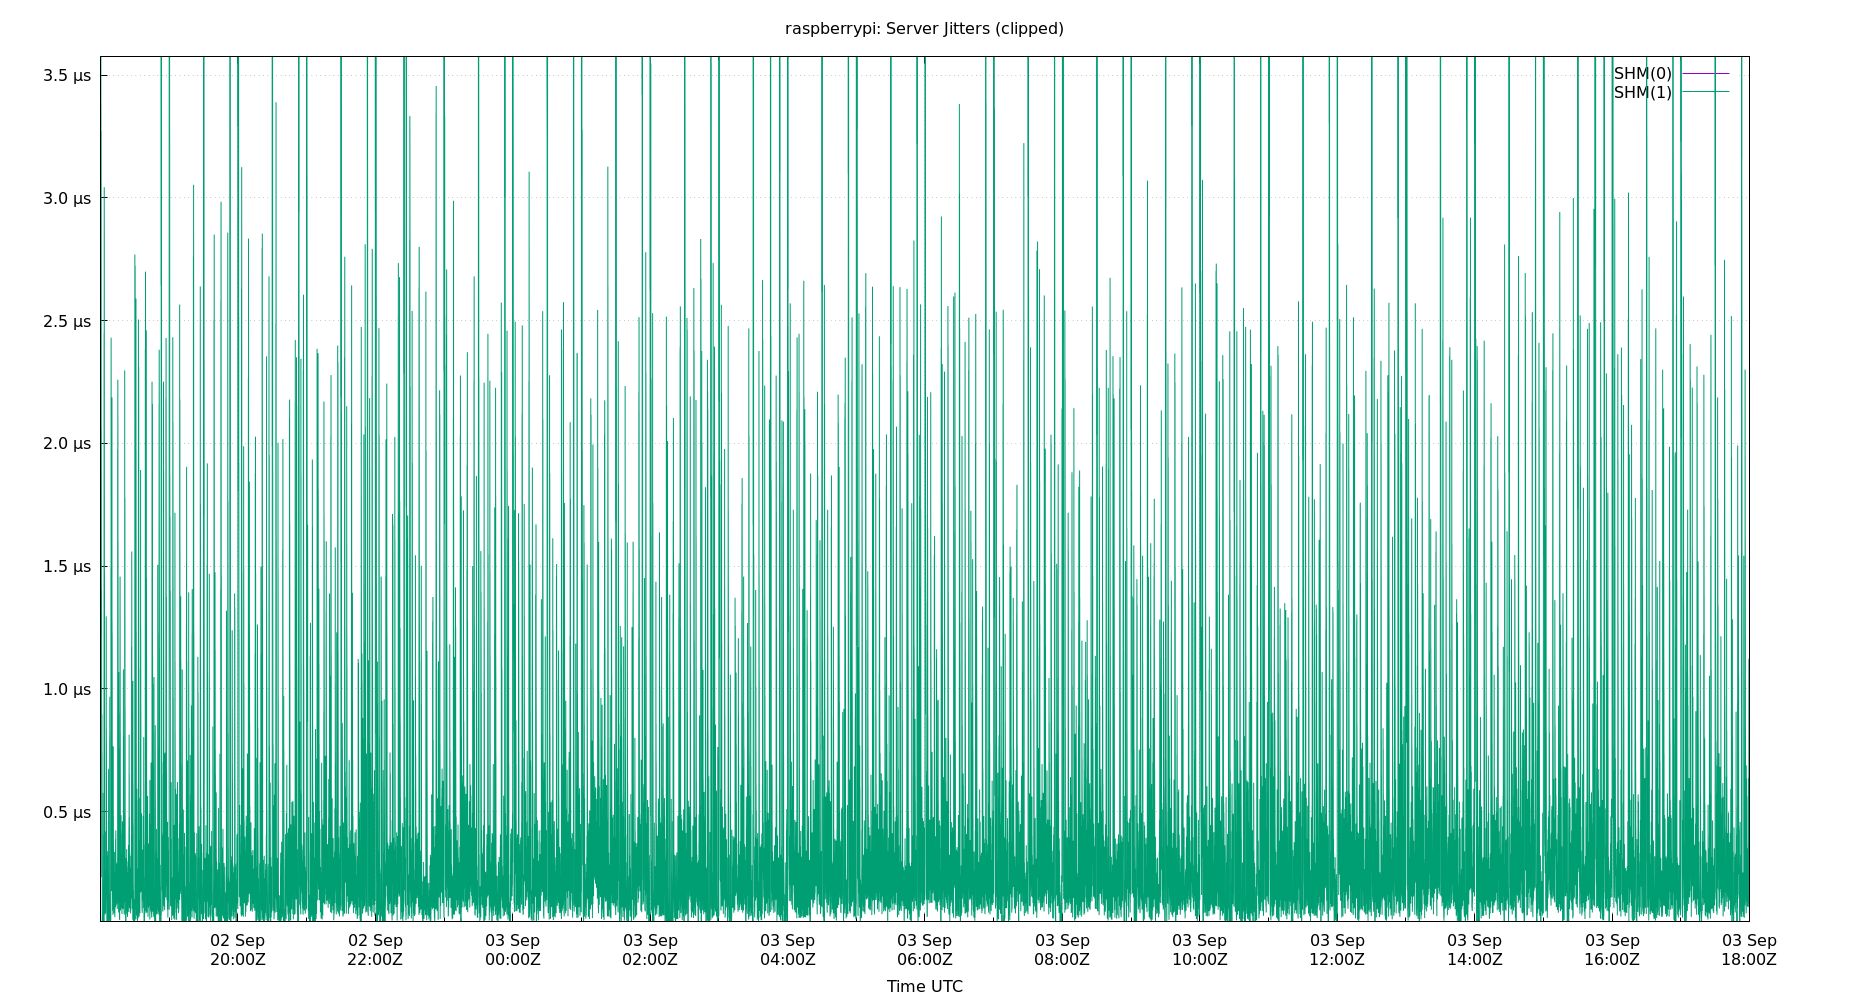 raspberrypi: Server Jitters (clipped)
SHM(0)
SHM(1)
3.5 µs
3.0 µs
2.5 µs
2.0 µs
1.5 µs
1.0 µs
0.5 µs
02 Sep 02 Sep 03 Sep 03 Sep 03 Sep 03 Sep 03 Sep 03 Sep 03 Sep 03 Sep 03 Sep 03 Sep
20:00Z 22:00Z 00:00Z 02:00Z 04:00Z 06:00Z 08:00Z 10:00Z 12:00Z 14:00Z 16:00Z 18:00Z
Time UTC